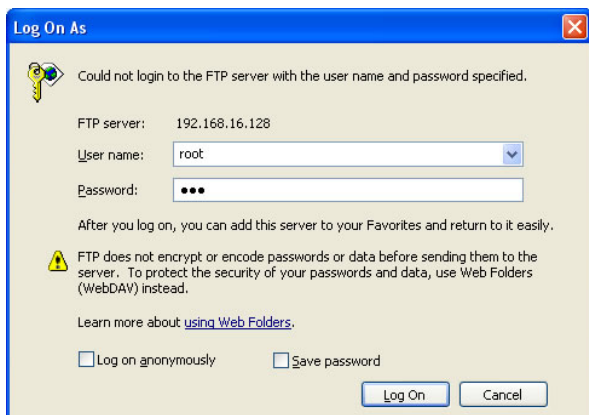 Log On As
Could not login to the FTP server with the user name and password specified.
FTP server: 192.168.16.128
User name: root
Password: ●●●
After you log on, you can add this server to your Favorites and return to it easily.
FTP does not encrypt or encode passwords or data before sending them to the
server. To protect the security of your passwords and data, use Web Folders
(WebDAV) instead.
Learn more about using Web Folders.
Log on anonymously Save password
Log On Cancel